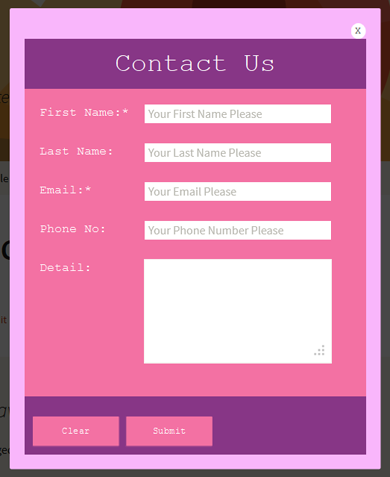 X
Contact Us
First Name:* Your First Name Please
Last Name: Your Last Name Please
Email:* Your Email Please
Phone No: Your Phone Number Please
Detail:
Clear Submit